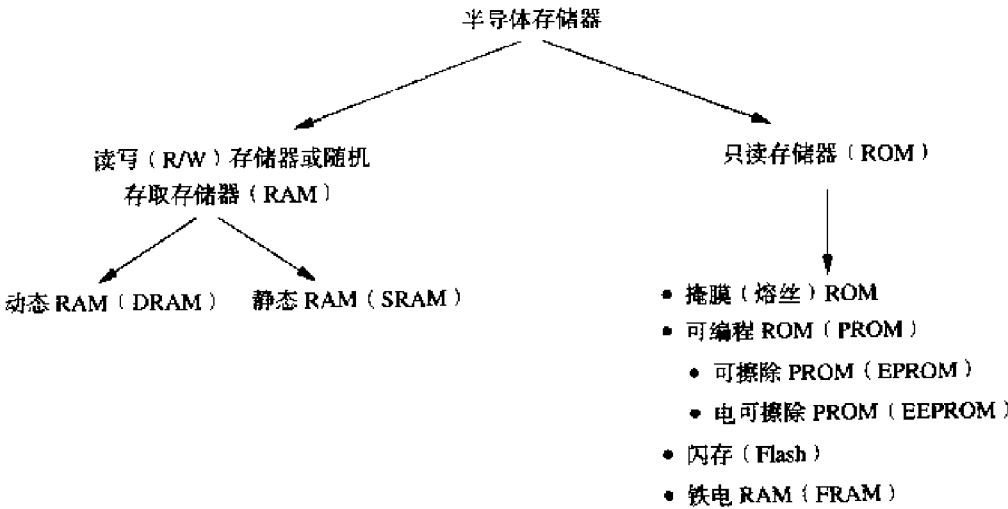 半导体存储器
读写（R/W）存储器或随机
存取存储器（RAM）
只读存储器（ROM）
动态 RAM（DRAM）
静态 RAM（SRAM）
• 掩膜（熔丝）ROM
• 可编程 ROM（PROM）
• 可擦除 PROM（EPROM）
• 电可擦除 PROM（EEPROM）
• 闪存（Flash）
• 铁电 RAM（FRAM）